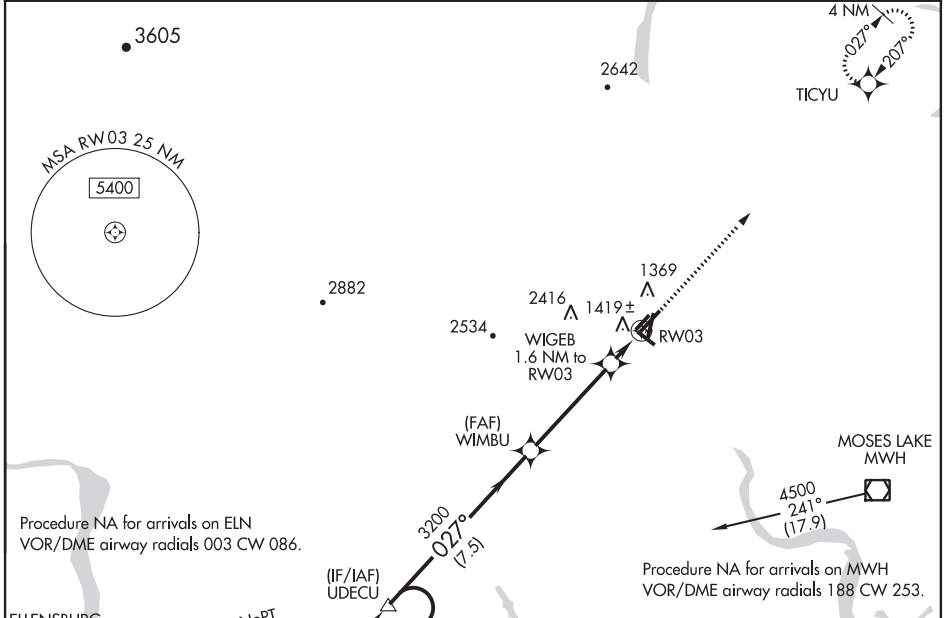 3605
4 NM
027°
207°
TICYU
2642
MSA RW03 25 NM
5400
2882
1369
2416
1419±
2534
RW03
WIGEB
1.6 NM to
RW03
(FAF)
WIMBU
MOSES LAKE
MWH
4500
241°
(17.9)
3200
027°
(7.5)
Procedure NA for arrivals on ELN
VOR/DME airway radials 003 CW 086.
(IF/IAF)
UDECU
Procedure NA for arrivals on MWH
VOR/DME airway radials 188 CW 253.
ELLENSBURG
NoPT